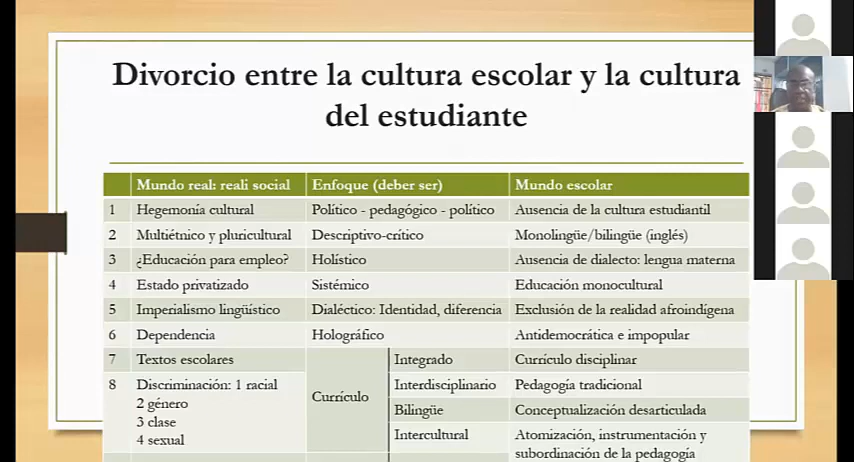 Divorcio entre la cultura escolar y la cultura
del estudiante
Mundo real: reali social Enfoque (deber ser) Mundo escolar
1 Hegemonía cultural Político - pedagógico - político Ausencia de la cultura estudiantil
2 Multiétnico y pluricultural Descriptivo-crítico Monolingüe/bilingüe (inglés)
3 ¿Educación para empleo? Holístico Ausencia de dialecto: lengua materna
4 Estado privatizado Sistémico Educación monocultural
5 Imperialismo lingüístico Dialéctico: Identidad, diferencia Exclusión de la realidad afroindígena
6 Dependencia Holográfico Antidemocrática e impopular
7 Textos escolares Integrado Currículo disciplinar
8 Discriminación: 1 racial Currículo Interdisciplinario Pedagogía tradicional
2 género Bilingüe Conceptualización desarticulada
3 clase Intercultural Atomización, instrumentación y
4 sexual subordinación de la pedagogía